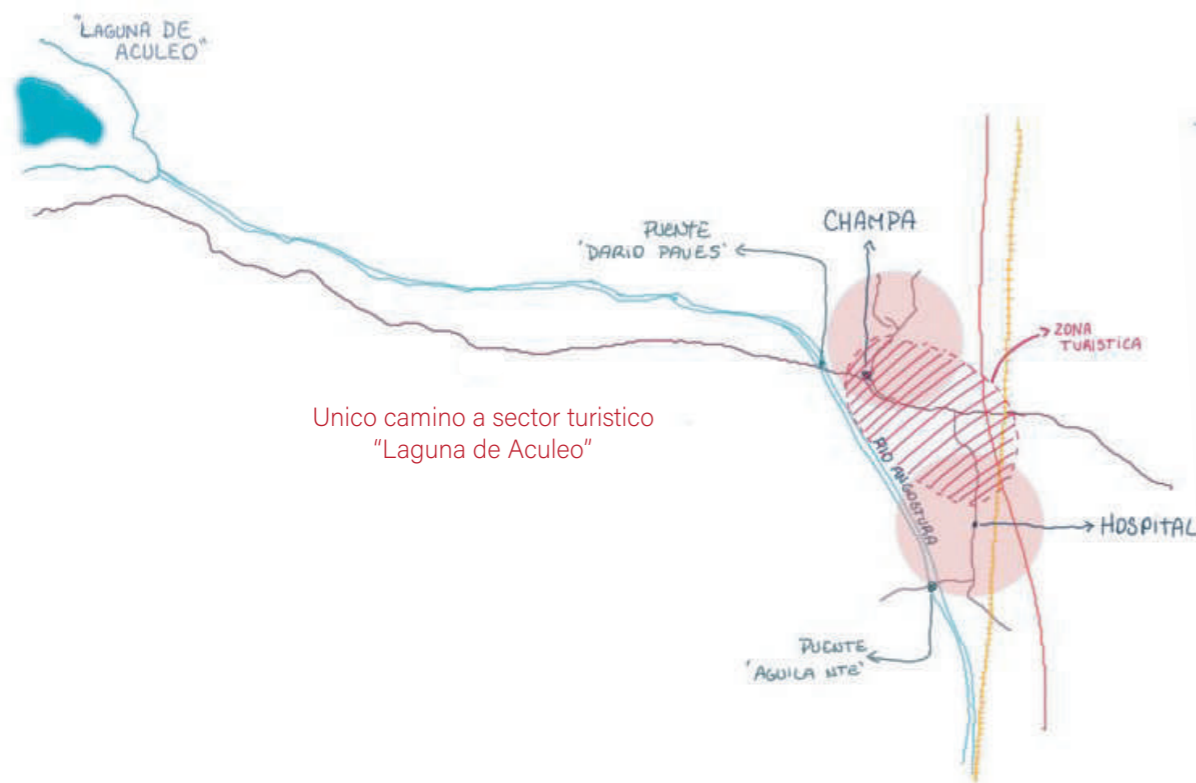 "LAGUNA DE
ACULEO"
PUENTE
'DARIO PAVES'
CHAMPA
ZONA
TURISTICA
Unico camino a sector turistico
"Laguna de Aculeo"
RIO ANGOSTURA
HOSPITAL
PUENTE
'AGUILA NTE'